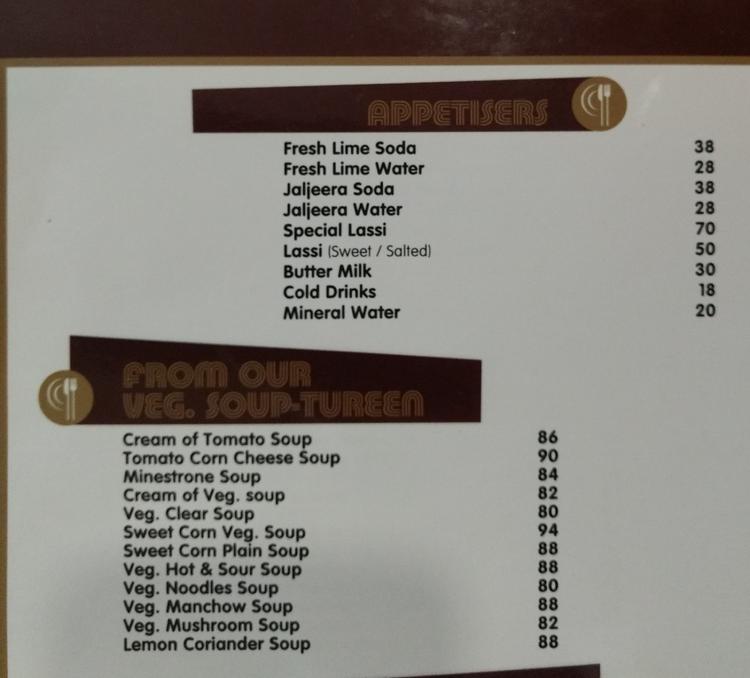 APPETISERS
Fresh Lime Soda 38
Fresh Lime Water 28
Jaljeera Soda 38
Jaljeera Water 28
Special Lassi 70
Lassi (Sweet / Salted) 50
Butter Milk 30
Cold Drinks 18
Mineral Water 20
FROM OUR
VEG. SOUP-TUREEN
Cream of Tomato Soup 86
Tomato Corn Cheese Soup 90
Minestrone Soup 84
Cream of Veg. soup 82
Veg. Clear Soup 80
Sweet Corn Veg. Soup 94
Sweet Corn Plain Soup 88
Veg. Hot & Sour Soup 88
Veg. Noodles Soup 80
Veg. Manchow Soup 88
Veg. Mushroom Soup 82
Lemon Coriander Soup 88